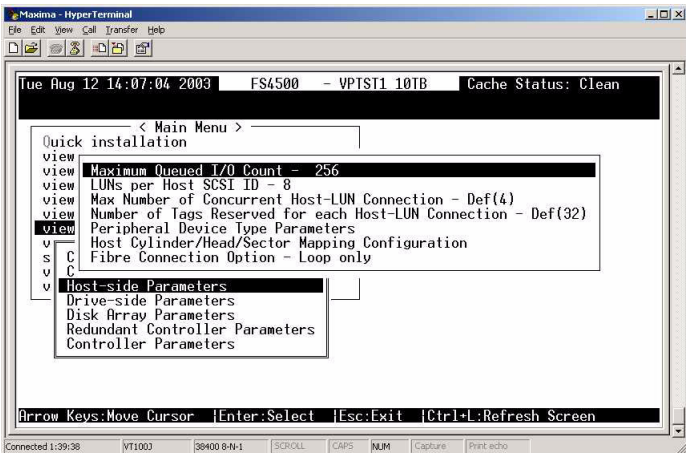 Maxima - HyperTerminal
File Edit View Call Transfer Help
Tue Aug 12 14:07:04 2003 FS4500 - VPTST1 10TB Cache Status: Clean
< Main Menu >
Quick installation
view
Maximum Queued I/O Count - 256
view LUNs per Host SCSI ID - 8
view Max Number of Concurrent Host-LUN Connection - Def(4)
view Number of Tags Reserved for each Host-LUN Connection - Def(32)
view Peripheral Device Type Parameters
v Host Cylinder/Head/Sector Mapping Configuration
s C Fibre Connection Option - Loop only
v C
v Host-side Parameters
Drive-side Parameters
Disk Array Parameters
Redundant Controller Parameters
Controller Parameters
Arrow Keys:Move Cursor |Enter:Select |Esc:Exit |Ctrl+L:Refresh Screen
Connected 1:39:38 VT100J 38400 8-N-1 SCROLL CAPS NUM Capture Print echo